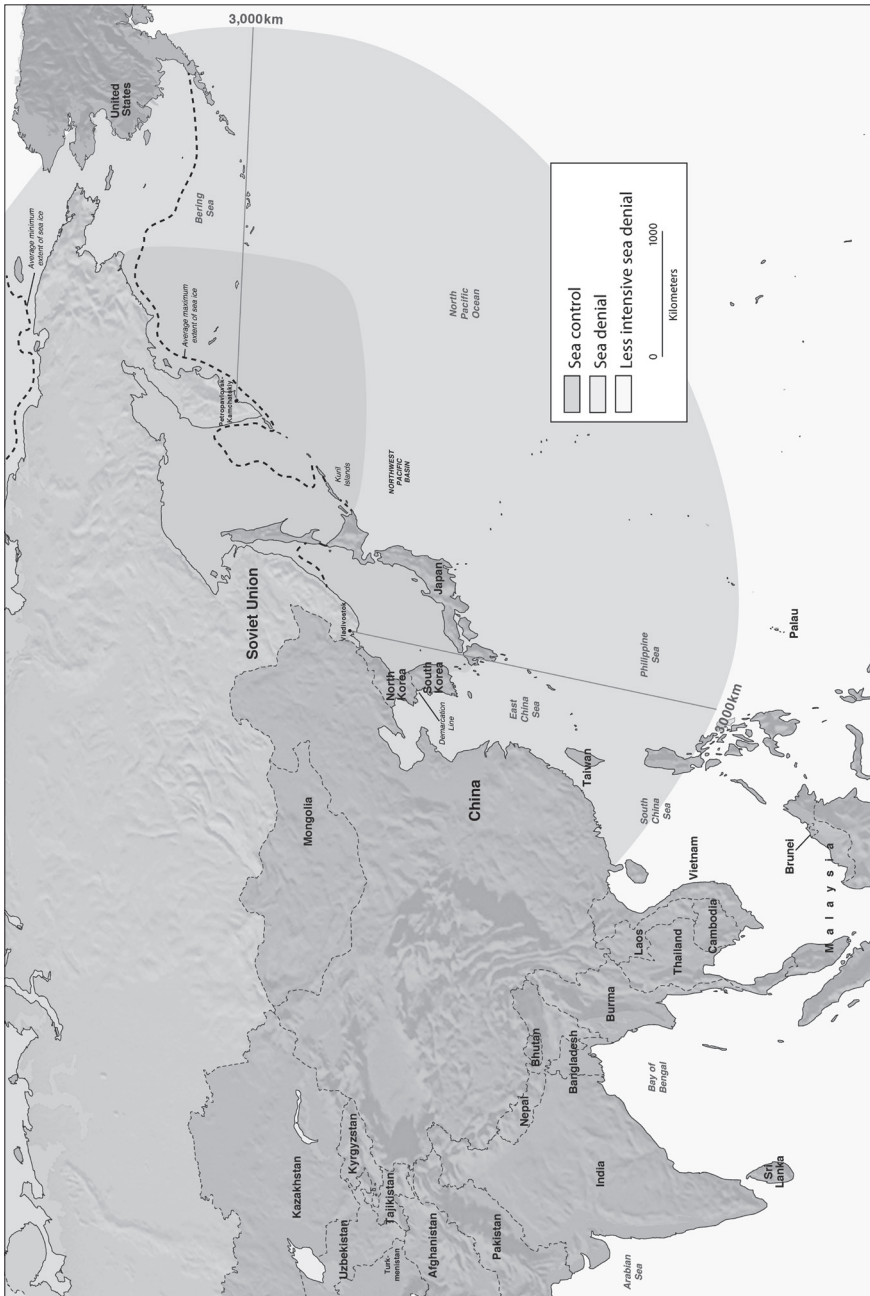 3,000km
United
States
Average minimum
extent of sea ice
Bering
Sea
Average maximum
extent of sea ice
North
Pacific
Ocean
Petropavlovsk-
Kamchatskiy
Kuril
Islands
NORTHWEST
PACIFIC
BASIN
Sea control
Sea denial
Less intensive sea denial
0
1000
Kilometers
Soviet Union
Vladivostok
Japan
North
Korea
South
Korea
Demarcation
Line
East
China
Sea
Philippine
Sea
Palau
3000km
Mongolia
China
Taiwan
South
China
Sea
Vietnam
Brunei
Malaysia
Laos
Thailand
Cambodia
Burma
Bhutan
Bangladesh
Nepal
Bay of
Bengal
Kazakhstan
Kyrgyzstan
Uzbekistan
Tajikistan
Turk-
menistan
Afghanistan
Pakistan
India
Sri
Lanka
Arabian
Sea